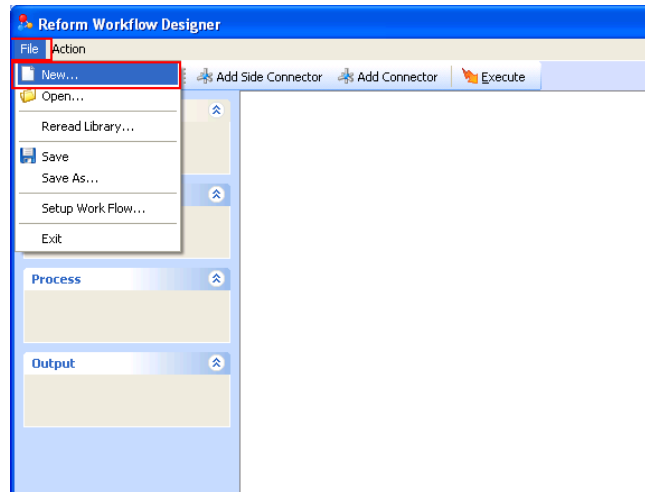 Reform Workflow Designer
File Action
New...
Add Side Connector Add Connector Execute
Open...
Reread Library...
Save
Save As...
Setup Work Flow...
Exit
Process
Output